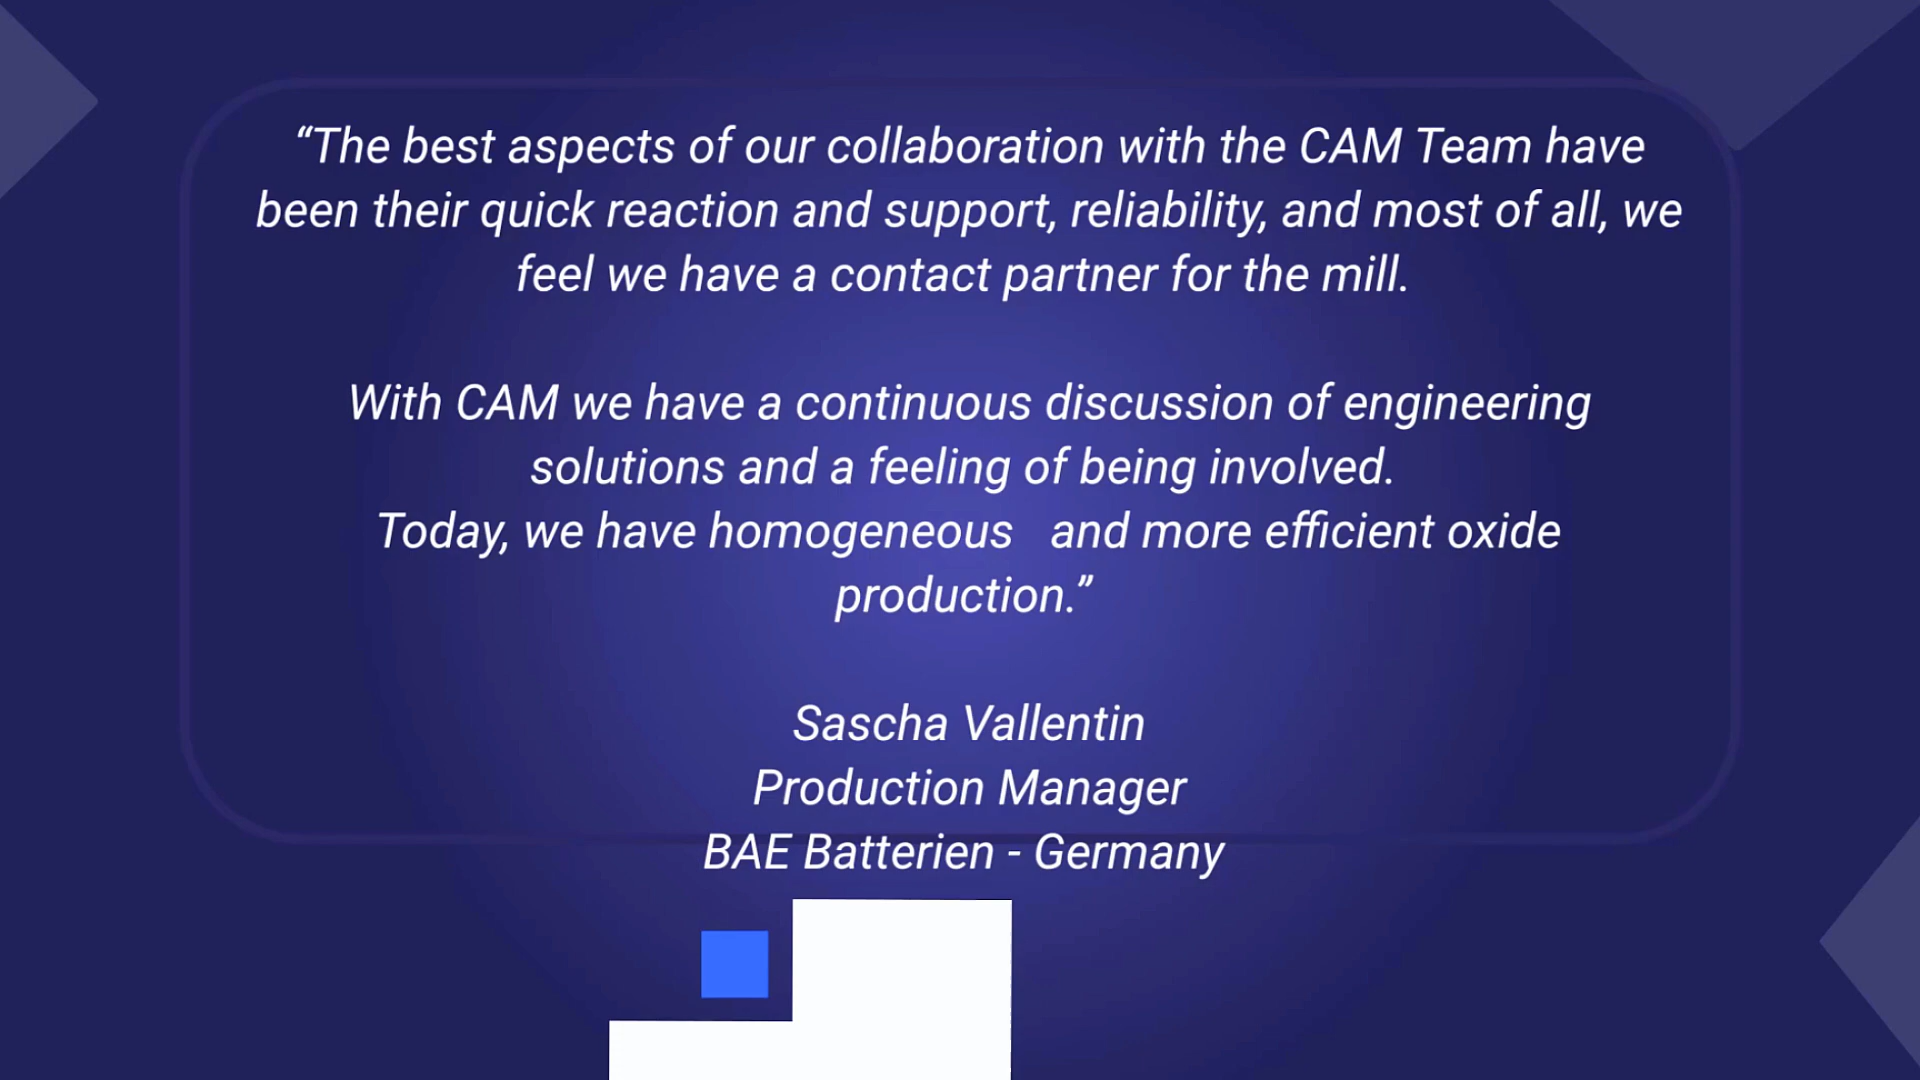 “The best aspects of our collaboration with the CAM Team have
been their quick reaction and support, reliability, and most of all, we
feel we have a contact partner for the mill.
With CAM we have a continuous discussion of engineering
solutions and a feeling of being involved.
Today, we have homogeneous   and more efficient oxide
production.”
Sascha Vallentin
Production Manager
BAE Batterien - Germany